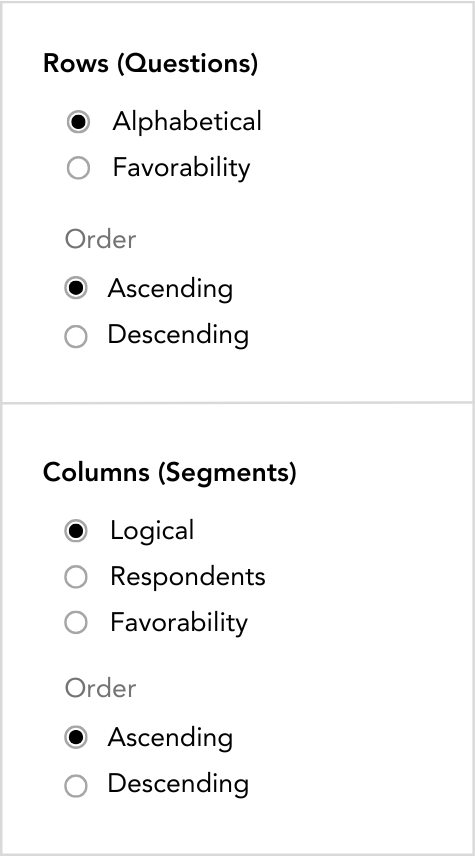 Rows (Questions)
Alphabetical
Favorability
Order
Ascending
Descending
Columns (Segments)
Logical
Respondents
Favorability
Order
Ascending
Descending